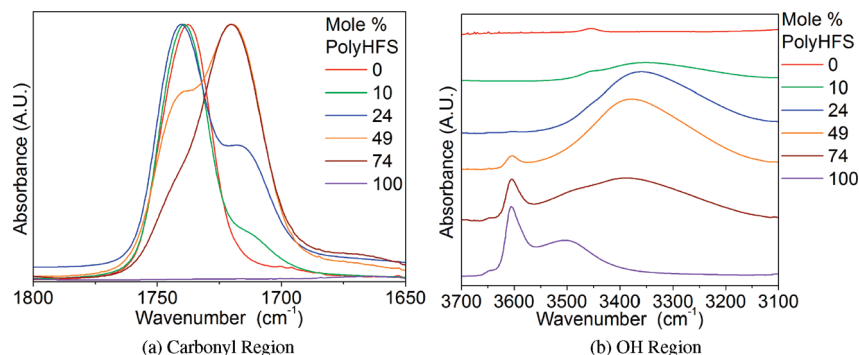 Mole %
PolyHFS
0
10
24
49
74
100
Absorbance (A.U.)
1800 1750 1700 1650
Wavenumber (cm-1)
(a) Carbonyl Region
Mole %
PolyHFS
0
10
24
49
74
100
Absorbance (A.U.)
3700 3600 3500 3400 3300 3200 3100
Wavenumber (cm-1)
(b) OH Region